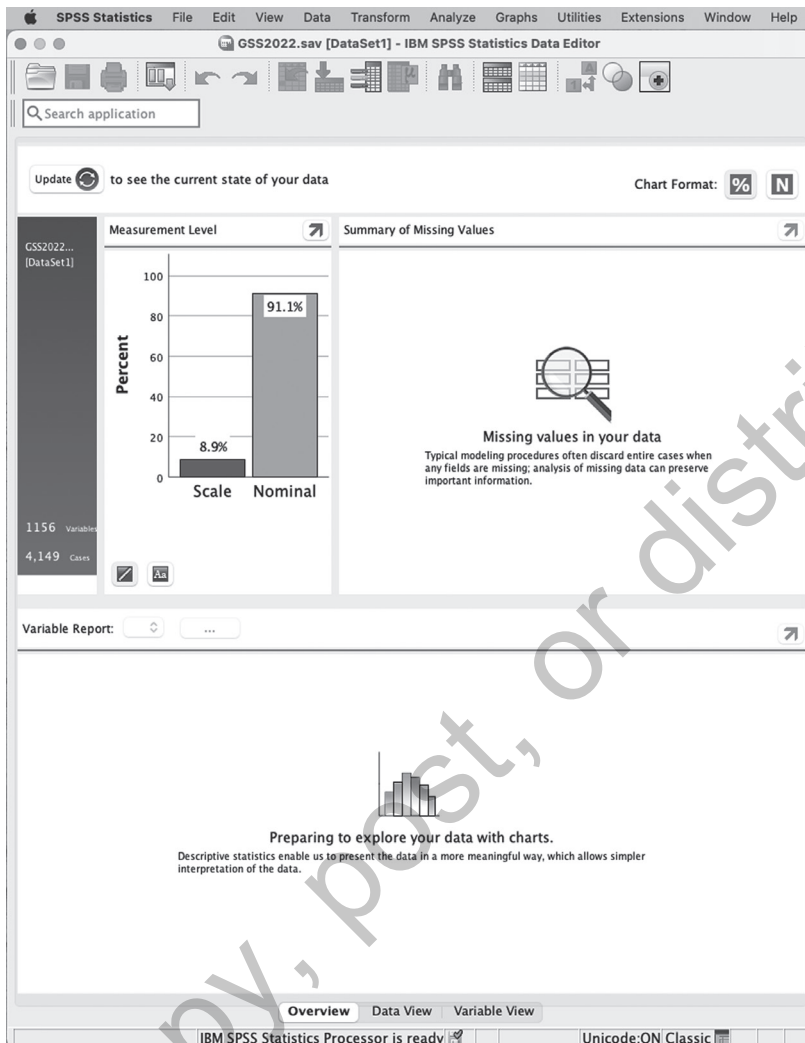 SPSS Statistics File Edit View Data Transform Analyze Graphs Utilities Extensions Window Help
GSS2022.sav [DataSet1] - IBM SPSS Statistics Data Editor
Search application
Update to see the current state of your data
Chart Format: % N
GSS2022...
[DataSet1]
1156 Variables
4,149 Cases
Measurement Level
Percent
100
80
60
40
20
0
91.1%
8.9%
Scale Nominal
Aa
Summary of Missing Values
Missing values in your data
Typical modeling procedures often discard entire cases when
any fields are missing; analysis of missing data can preserve
important information.
Variable Report: ...
Preparing to explore your data with charts.
Descriptive statistics enable us to present the data in a more meaningful way, which allows simpler
interpretation of the data.
Overview Data View Variable View
IBM SPSS Statistics Processor is ready Unicode:ON Classic
py, post, or distri